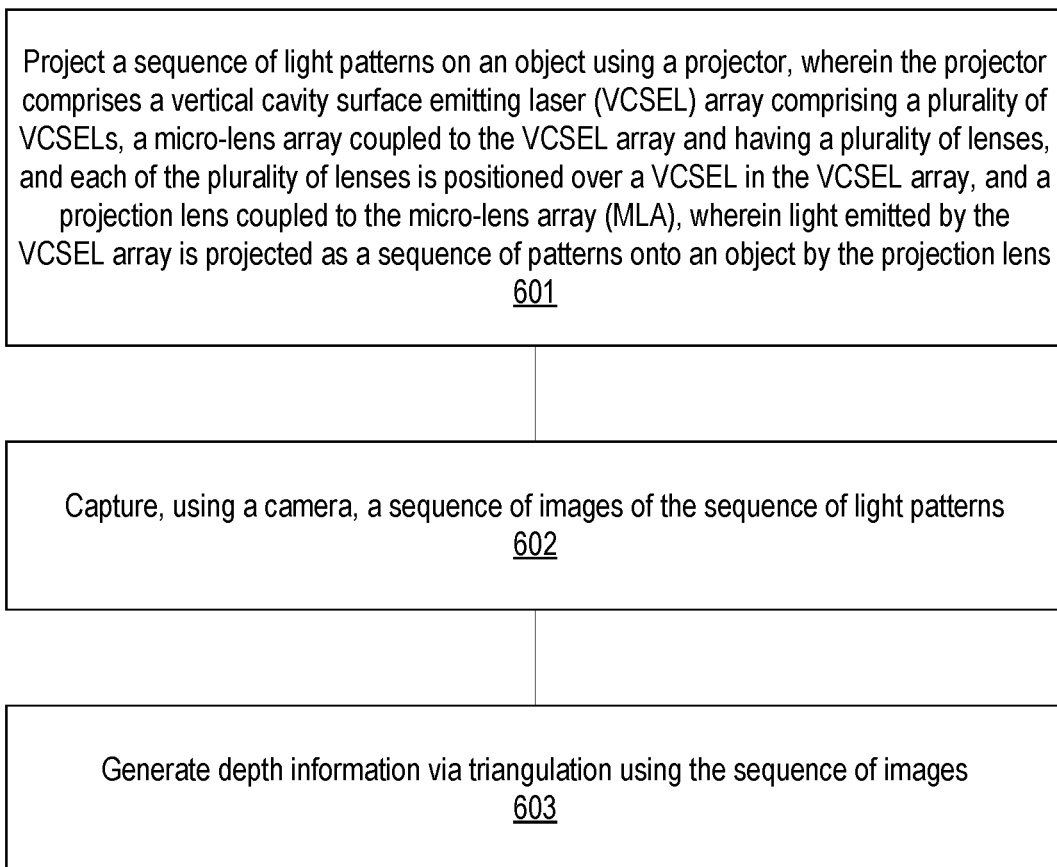 Project a sequence of light patterns on an object using a projector, wherein the projector
comprises a vertical cavity surface emitting laser (VCSEL) array comprising a plurality of
VCSELs, a micro-lens array coupled to the VCSEL array and having a plurality of lenses,
and each of the plurality of lenses is positioned over a VCSEL in the VCSEL array, and a
projection lens coupled to the micro-lens array (MLA), wherein light emitted by the
VCSEL array is projected as a sequence of patterns onto an object by the projection lens
601
Capture, using a camera, a sequence of images of the sequence of light patterns
602
Generate depth information via triangulation using the sequence of images
603